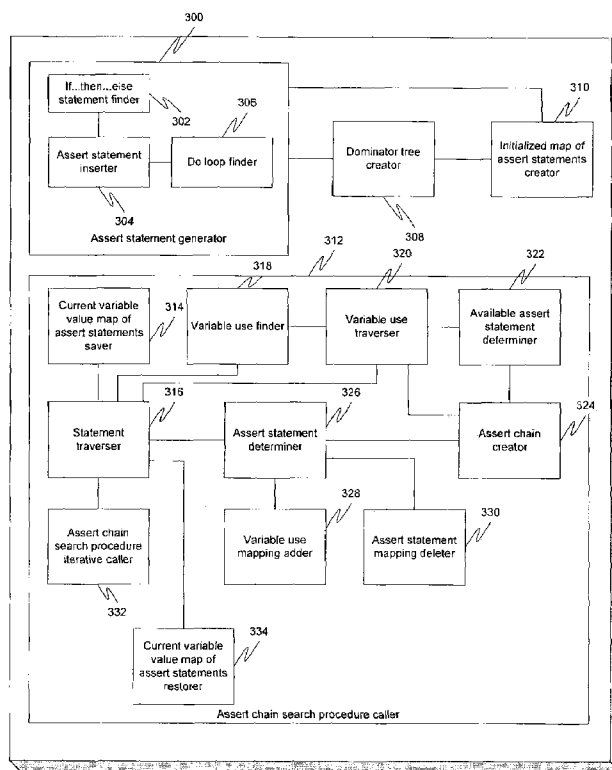 300
If...then...else
statement finder
302
306
310
Assert statement
inserter
Do loop finder
Dominator tree
creator
Initialized map of
assert statements
creator
304
308
Assert statement generator
312
318
320
322
Current variable
value map of
assert statements
saver
314
Variable use finder
Variable use
traverser
Available assert
statement
determiner
316
326
324
Statement
traverser
Assert statement
determiner
Assert chain
creator
328
330
Assert chain
search procedure
iterative caller
Variable use
mapping adder
Assert statement
mapping deleter
332
334
Current variable
value map of
assert statements
restorer
Assert chain search procedure caller